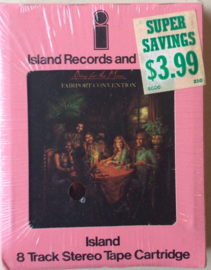 i
SUPER
SAVINGS
$3.99
Island Records and
Rising for the Moon
FAIRPORT CONVENTION
Island
8 Track Stereo Tape Cartridge